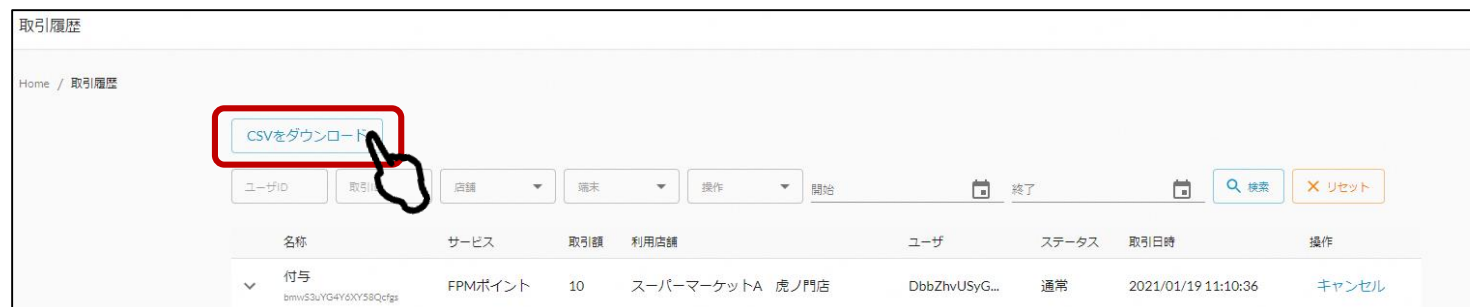 取引履歴
Home / 取引履歴
CSVをダウンロード
ユーザID 取引 店舗 端末 操作 開始 終了 検索 リセット
名称 サービス 取引額 利用店舗 ユーザ ステータス 取引日時 操作
付与 FPMポイント 10 スーパーマーケットA 虎ノ門店 DbbZhvUSyG... 通常 2021/01/19 11:10:36 キャンセル
bmwS3uYG4Y6XY58Qcfgs